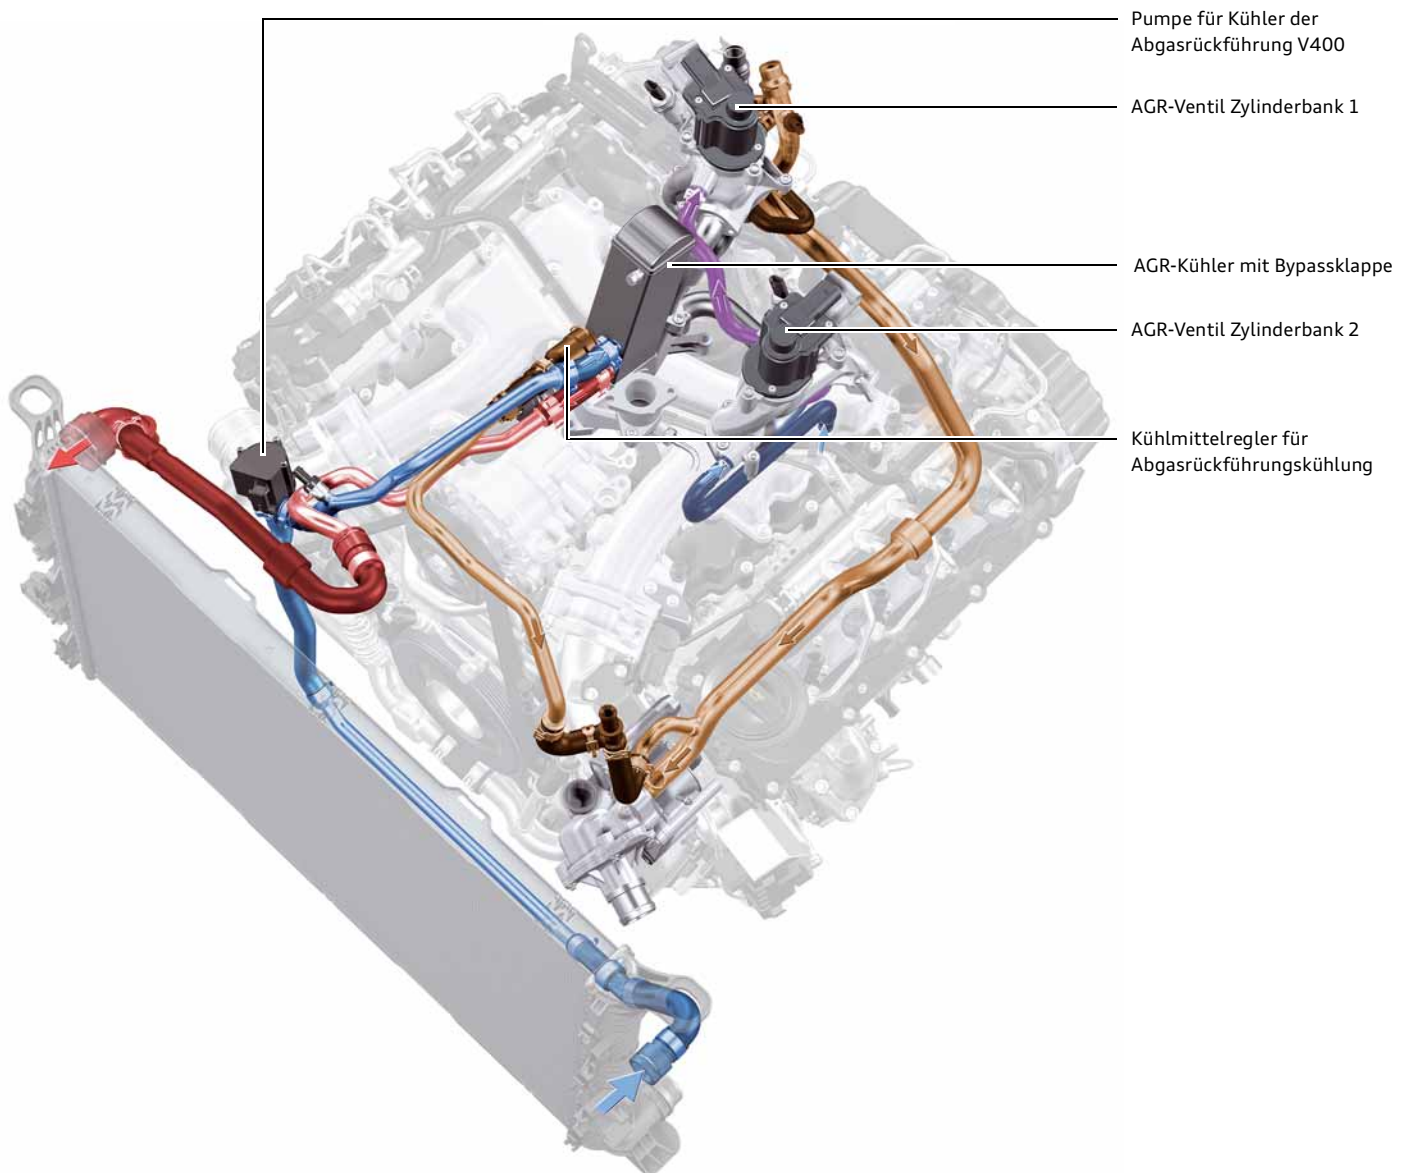 Pumpe für Kühler der
Abgasrückführung V400
AGR-Ventil Zylinderbank 1
AGR-Kühler mit Bypassklappe
AGR-Ventil Zylinderbank 2
Kühlmittelregler für
Abgasrückführungskühlung